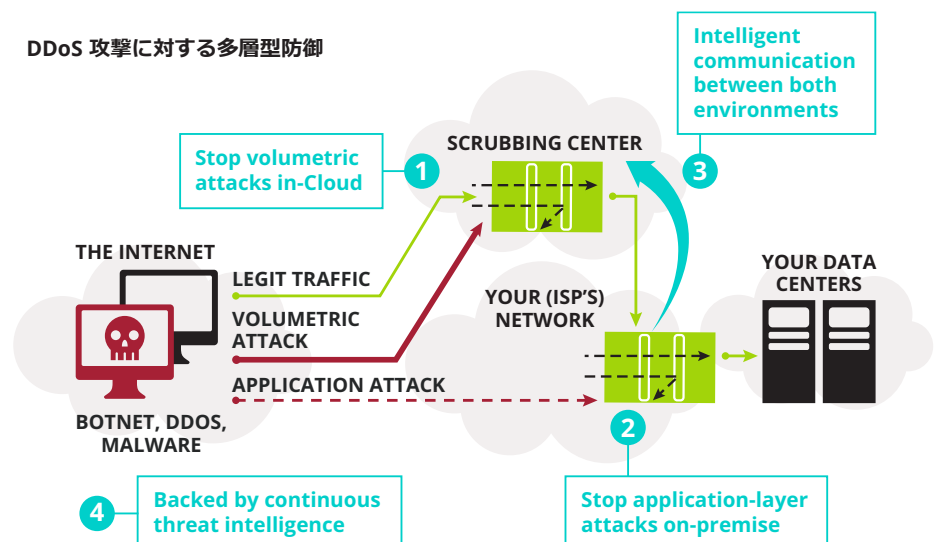 DDoS 攻撃に対する多層型防御
Intelligent
communication
between both
environments
3
SCRUBBING CENTER
1
Stop volumetric
attacks in-Cloud
THE INTERNET
LEGIT TRAFFIC
VOLUMETRIC
ATTACK
APPLICATION ATTACK
BOTNET, DDOS,
MALWARE
YOUR (ISP'S)
NETWORK
YOUR DATA
CENTERS
2
Stop application-layer
attacks on-premise
4
Backed by continuous
threat intelligence